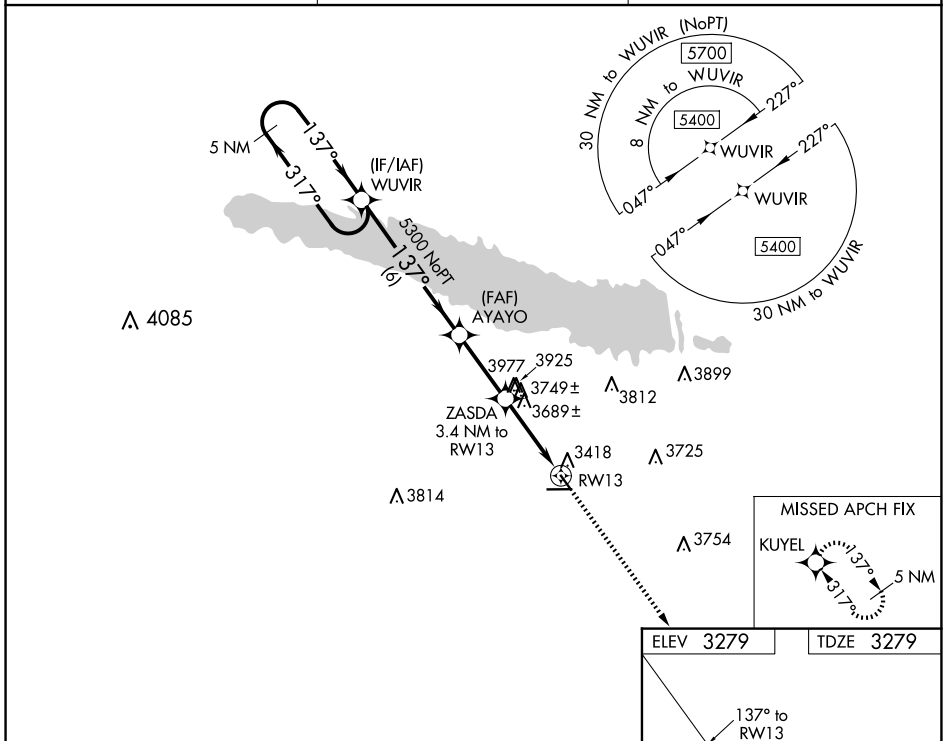 30 NM to WUVIR (NoPT)
5700
8 NM to WUVIR
5400
227°
WUVIR
047°
227°
WUVIR
047°
5400
30 NM to WUVIR
5 NM
137°
317°
(IF/IAF)
WUVIR
5300 NoPT
137°
(6)
(FAF)
AYAYO
4085
3977
3925
3749±
3689±
3812
3899
ZASDA
3.4 NM to
RW13
3418
RW13
3725
3814
3754
MISSED APCH FIX
KUYEL
137°
317°
5 NM
ELEV 3279
TDZE 3279
137° to
RW13